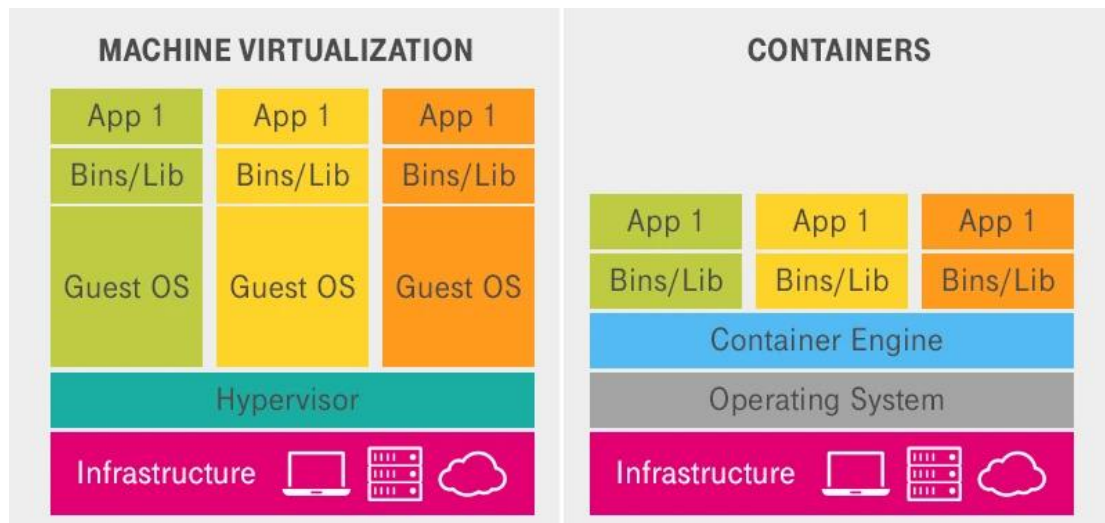 MACHINE VIRTUALIZATION
App 1 App 1 App 1
Bins/Lib Bins/Lib Bins/Lib
Guest OS Guest OS Guest OS
Hypervisor
Infrastructure
CONTAINERS
App 1 App 1 App 1
Bins/Lib Bins/Lib Bins/Lib
Container Engine
Operating System
Infrastructure